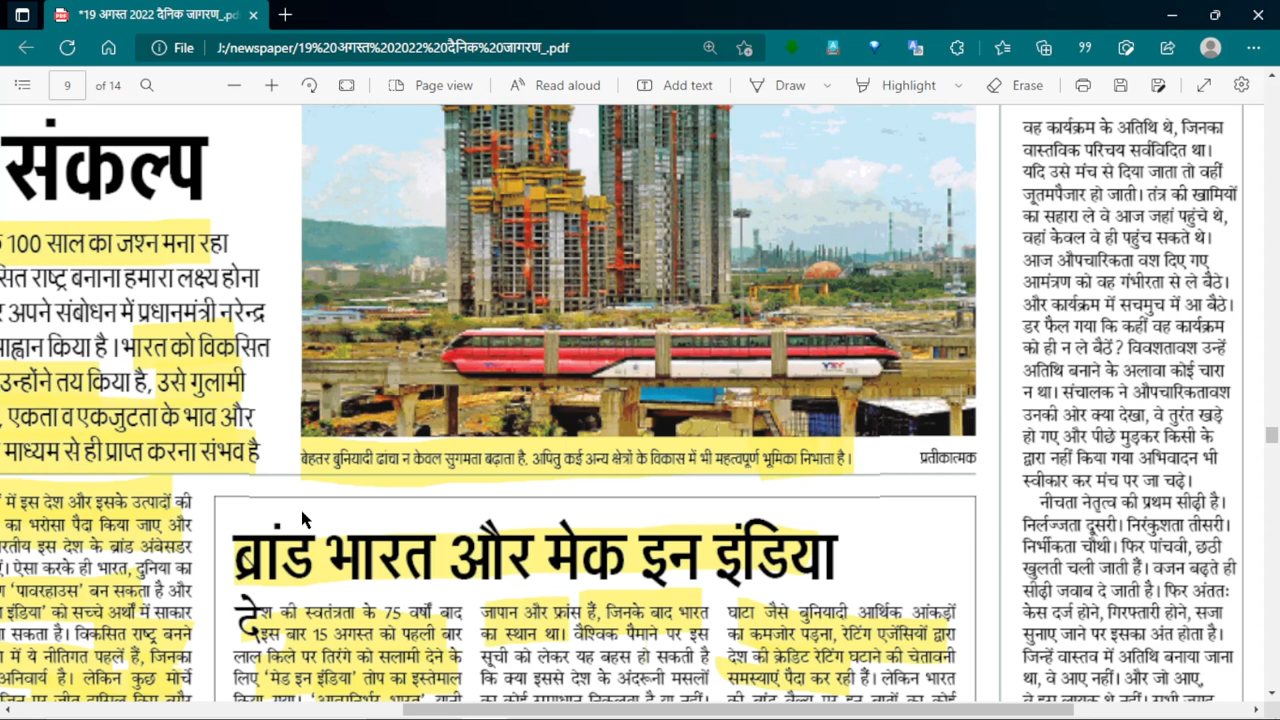 *19 अगस्त 2022 दैनिक जागरण_.pd
File
J:/newspaper/19%20अगस्त%202022%20दैनिक%20जागरण_.pdf
9 of 14
Page view
Read aloud
Add text
Draw
Highlight
Erase
संकल्प
100 साल का जश्न मना रहा
सित राष्ट्र बनाना हमारा लक्ष्य होना
अपने संबोधन में प्रधानमंत्री नरेन्द्र
आह्वान किया है । भारत को विकसित
उन्होंने तय किया है, उसे गुलामी
, एकता व एकजुटता के भाव और
माध्यम से ही प्राप्त करना संभव है
बेहतर बुनियादी ढांचा न केवल सुगमता बढ़ाता है, अपितु कई अन्य क्षेत्रों के विकास में भी महत्वपूर्ण भूमिका निभाता है।
प्रतीकात्मक
में इस देश और इसके उत्पादों की
का भरोसा पैदा किया जाए और
रतीय इस देश के ब्रांड अंबेसडर
ं। ऐसा करके ही भारत, दुनिया का
'पावरहाउस' बन सकता है और
इंडिया' को सच्चे अर्थों में साकार
सकता है। विकसित राष्ट्र बनने
में ये नीतिगत पहलें हैं, जिनका
अनिवार्य है। लेकिन कुछ मोर्चे
ब्रांड भारत और मेक इन इंडिया
देश की स्वतंत्रता के 75 वर्षों बाद
इस बार 15 अगस्त को पहली बार
लाल किले पर तिरंगे को सलामी देने के
लिए 'मेड इन इंडिया' तोप का इस्तेमाल
किया गया। 'आत्मनिर्भर भारत' यानी
जापान और फ्रांस हैं, जिनके बाद भारत
का स्थान था। वैश्विक पैमाने पर इस
सूची को लेकर यह बहस हो सकती है
कि क्या इससे देश के अंदरूनी मसलों
का कोई समाधान निकलता है या नहीं।
घाटा जैसे बुनियादी आर्थिक आंकड़ों
का कमजोर पड़ना, रेटिंग एजेंसियों द्वारा
देश की क्रेडिट रेटिंग घटाने की चेतावनी
समस्याएं पैदा कर रही हैं। लेकिन भारत
की ब्रांड वैल्यू पर इन बातों का कोई
वह कार्यक्रम के अतिथि थे, जिनका
वास्तविक परिचय सर्वविदित था।
यदि उसे मंच से दिया जाता तो वहीं
जूतमपैजार हो जाती। तंत्र की खामियों
का सहारा ले वे आज जहां पहुंचे थे,
वहां केवल वे ही पहुंच सकते थे।
आज औपचारिकता वश दिए गए
आमंत्रण को वह गंभीरता से ले बैठे।
और कार्यक्रम में सचमुच में आ बैठे।
डर फैल गया कि कहीं वह कार्यक्रम
को ही न ले बैठें? विवशतावश उन्हें
अतिथि बनाने के अलावा कोई चारा
न था। संचालक ने औपचारिकतावश
उनकी ओर क्या देखा, वे तुरंत खड़े
हो गए और पीछे मुड़कर किसी के
द्वारा नहीं किया गया अभिवादन भी
स्वीकार कर मंच पर जा चढ़े।
नीचता नेतृत्व की प्रथम सीढ़ी है।
निर्लज्जता दूसरी। निरंकुशता तीसरी।
निर्भीकता चौथी। फिर पांचवी, छठी
खुलती चली जाती हैं। वजन बढ़ते ही
सीढ़ी जवाब दे जाती है। फिर अंततः
केस दर्ज होने, गिरफ्तारी होने, सजा
सुनाए जाने पर इसका अंत होता है।
जिन्हें वास्तव में अतिथि बनाया जाना
था, वे आए नहीं। और जो आए,